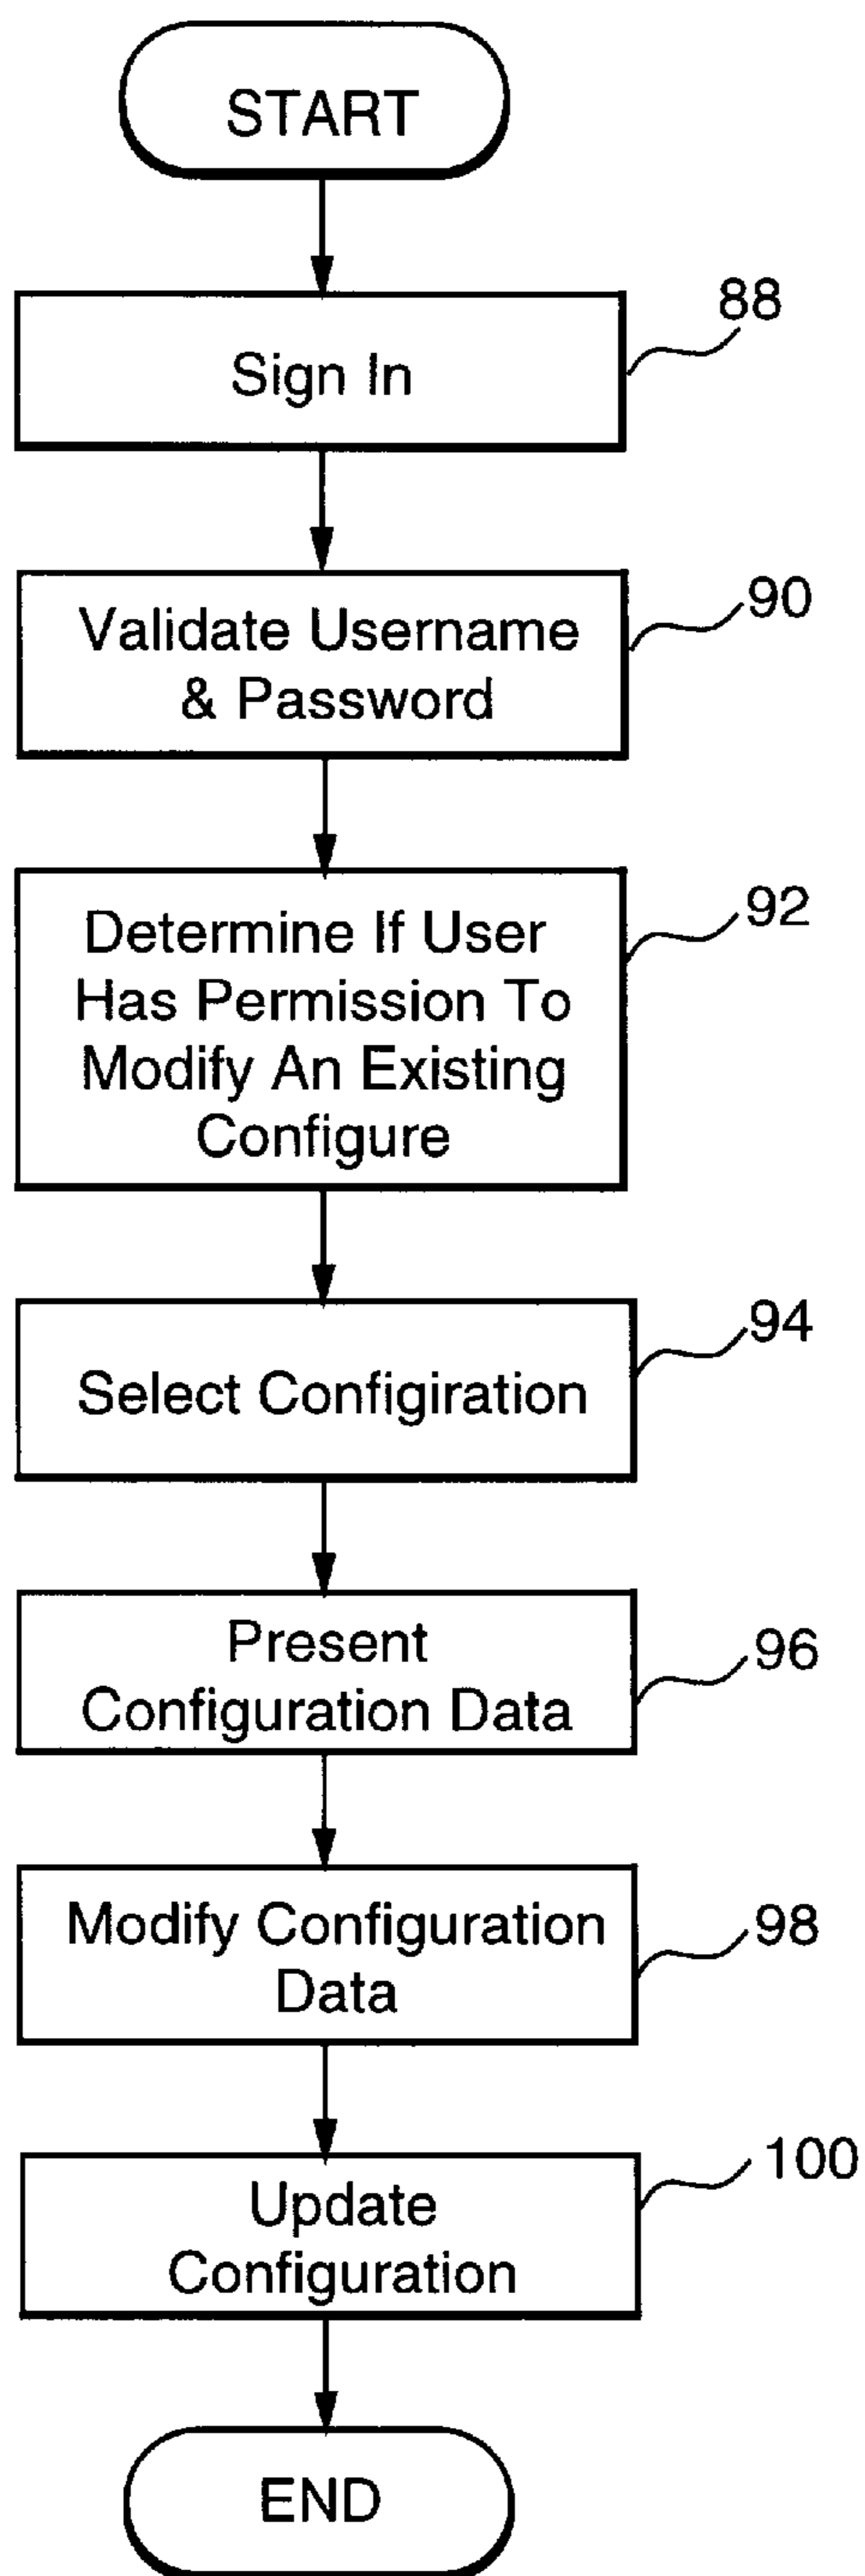 START
88
Sign In
90
Validate Username
& Password
92
Determine If User
Has Permission To
Modify An Existing
Configure
94
Select Configiration
96
Present
Configuration Data
98
Modify Configuration
Data
100
Update
Configuration
END